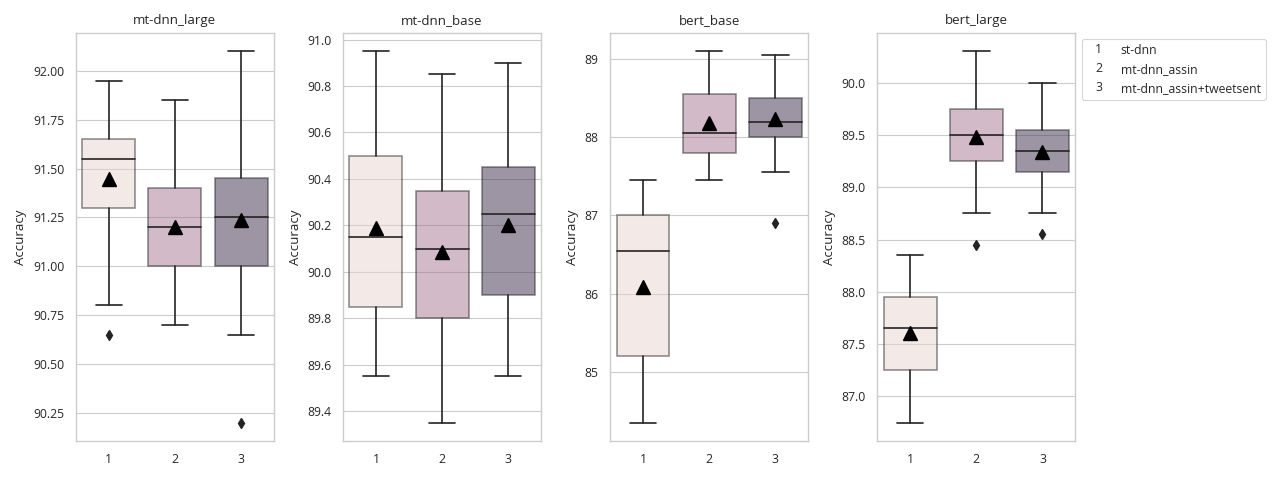 mt-dnn_large
Accuracy
92.00
91.75
91.50
91.25
91.00
90.75
90.50
90.25
1 2 3
mt-dnn_base
Accuracy
91.0
90.8
90.6
90.4
90.2
90.0
89.8
89.6
89.4
1 2 3
bert_base
Accuracy
89
88
87
86
85
1 2 3
bert_large
Accuracy
90.0
89.5
89.0
88.5
88.0
87.5
87.0
1 2 3
1 st-dnn
2 mt-dnn_assin
3 mt-dnn_assin+tweetsent